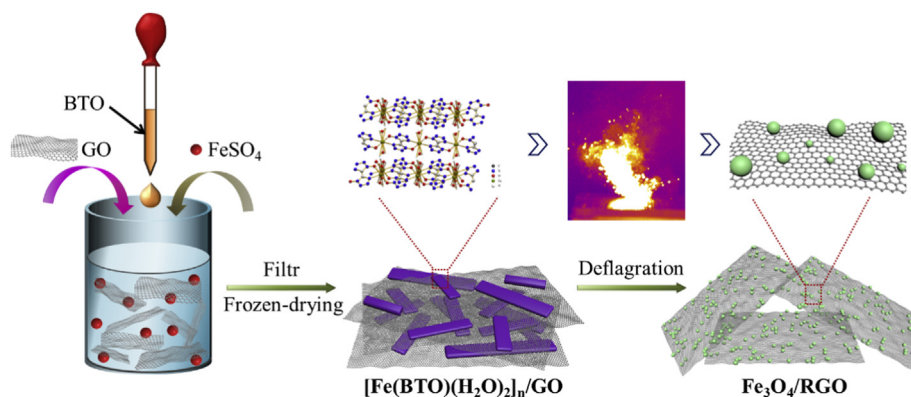 BTO
GO
FeSO₄
Filtr
Frozen-drying
Deflagration
[Fe(BTO)(H₂O)₂]ₙ/GO
Fe₃O₄/RGO